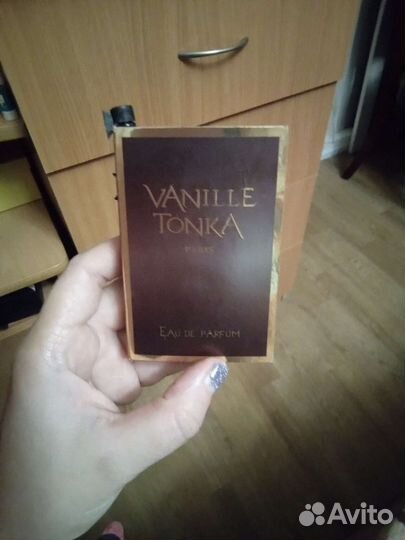 VANILLE
TONKA
PARIS
EAU DE PARFUM
Avito